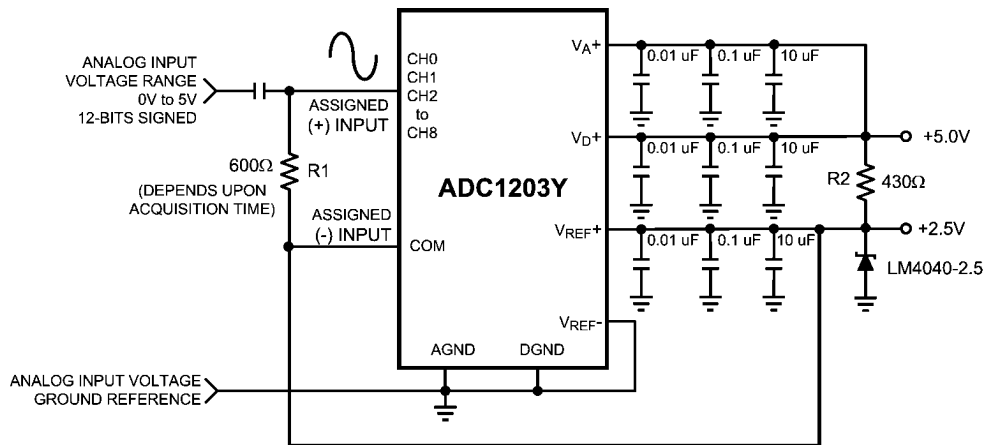 ANALOG INPUT
VOLTAGE RANGE
0V to 5V
12-BITS SIGNED
600Ω
R1
(DEPENDS UPON
ACQUISITION TIME)
ASSIGNED
(+) INPUT
ASSIGNED
(-) INPUT
CH0
CH1
CH2
to
CH8
COM
ADC1203Y
AGND
DGND
VA+
VD+
VREF+
VREF-
0.01 uF
0.1 uF
10 uF
0.01 uF
0.1 uF
10 uF
0.01 uF
0.1 uF
10 uF
+5.0V
R2
430Ω
+2.5V
LM4040-2.5
ANALOG INPUT VOLTAGE
GROUND REFERENCE